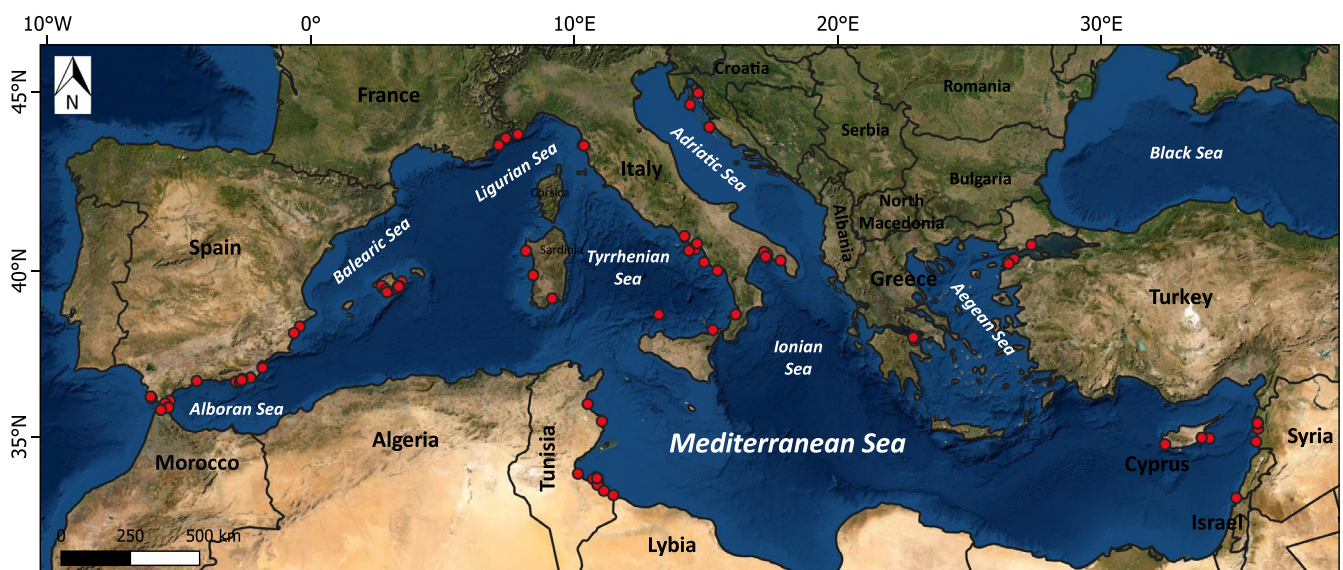 10°W 0° 10°E 20°E 30°E
45°N
40°N
35°N
N
France
Croatia
Romania
Serbia
Black Sea
Adriatic Sea
Italy
Ligurian Sea
Bulgaria
Corsica
North
Macedonia
Albania
Spain
Balearic Sea
Sardinia
Tyrrhenian
Sea
Greece
Aegean Sea
Turkey
Ionian
Sea
Alboran Sea
Algeria
Tunisia
Mediterranean Sea
Syria
Morocco
Cyprus
Israel
Lybia
0 250 500 km